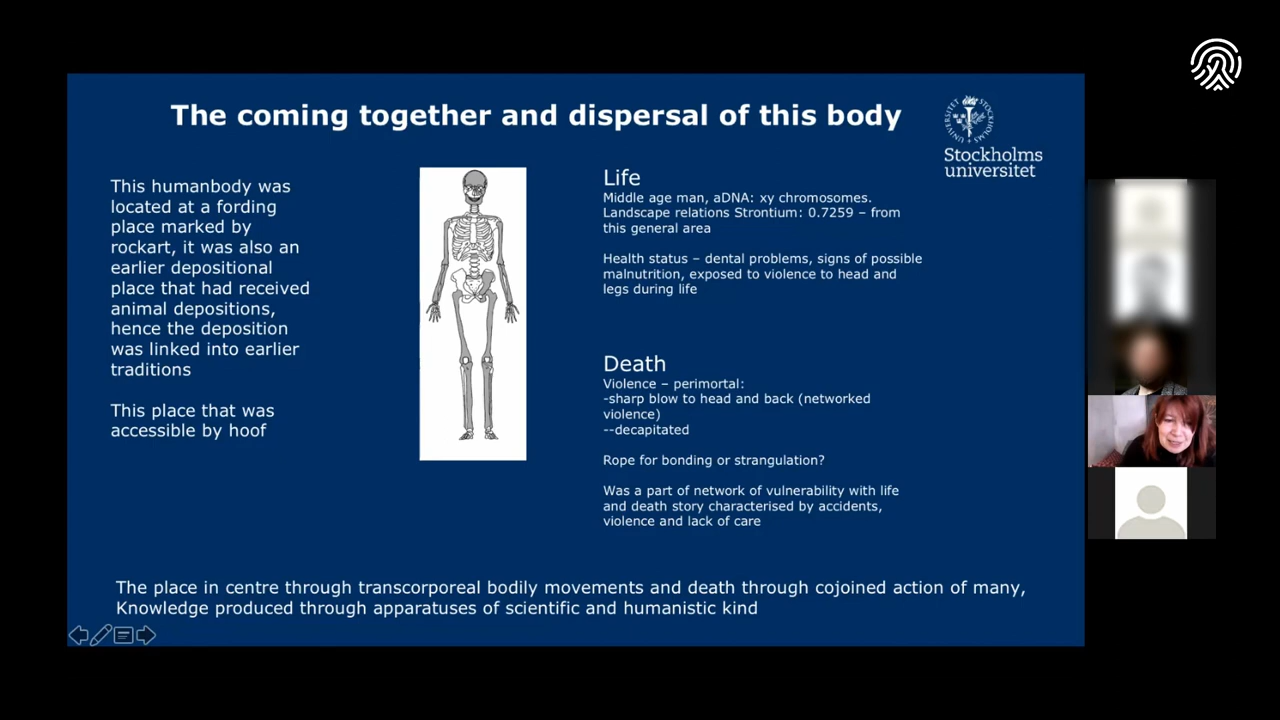 The coming together and dispersal of this body
STOCKHOLMS UNIVERSITET
Stockholms
universitet
This humanbody was
located at a fording
place marked by
rockart, it was also an
earlier depositional
place that had received
animal depositions,
hence the deposition
was linked into earlier
traditions
This place that was
accessible by hoof
Life
Middle age man, aDNA: xy chromosomes.
Landscape relations Strontium: 0.7259 – from
this general area
Health status – dental problems, signs of possible
malnutrition, exposed to violence to head and
legs during life
Death
Violence – perimortal:
-sharp blow to head and back (networked
violence)
--decapitated
Rope for bonding or strangulation?
Was a part of network of vulnerability with life
and death story characterised by accidents,
violence and lack of care
The place in centre through transcorporeal bodily movements and death through cojoined action of many,
Knowledge produced through apparatuses of scientific and humanistic kind